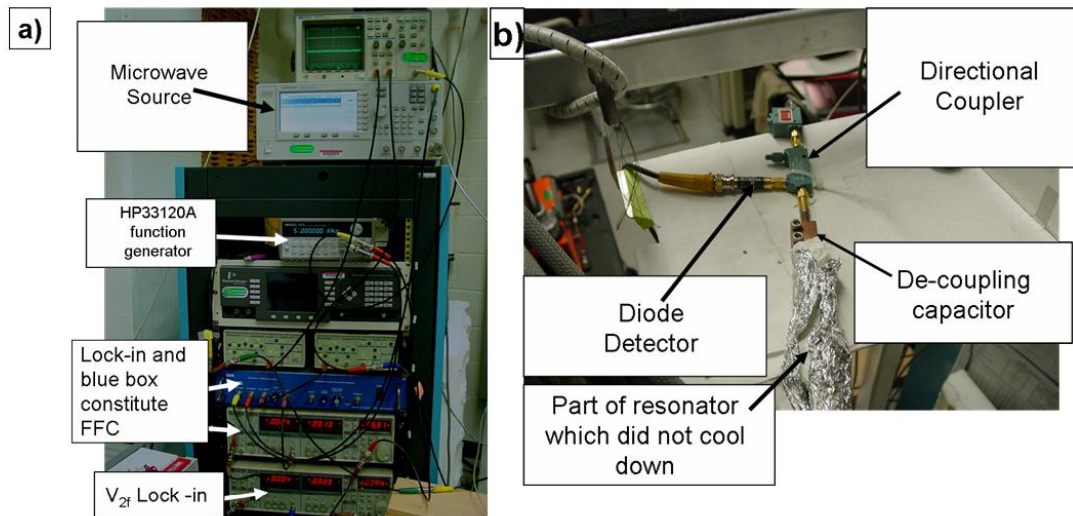 a)
Microwave
Source
HP33120A
function
generator
Lock-in and
blue box
constitute
FFC
V2f Lock -in
b)
Directional
Coupler
Diode
Detector
De-coupling
capacitor
Part of resonator
which did not cool
down